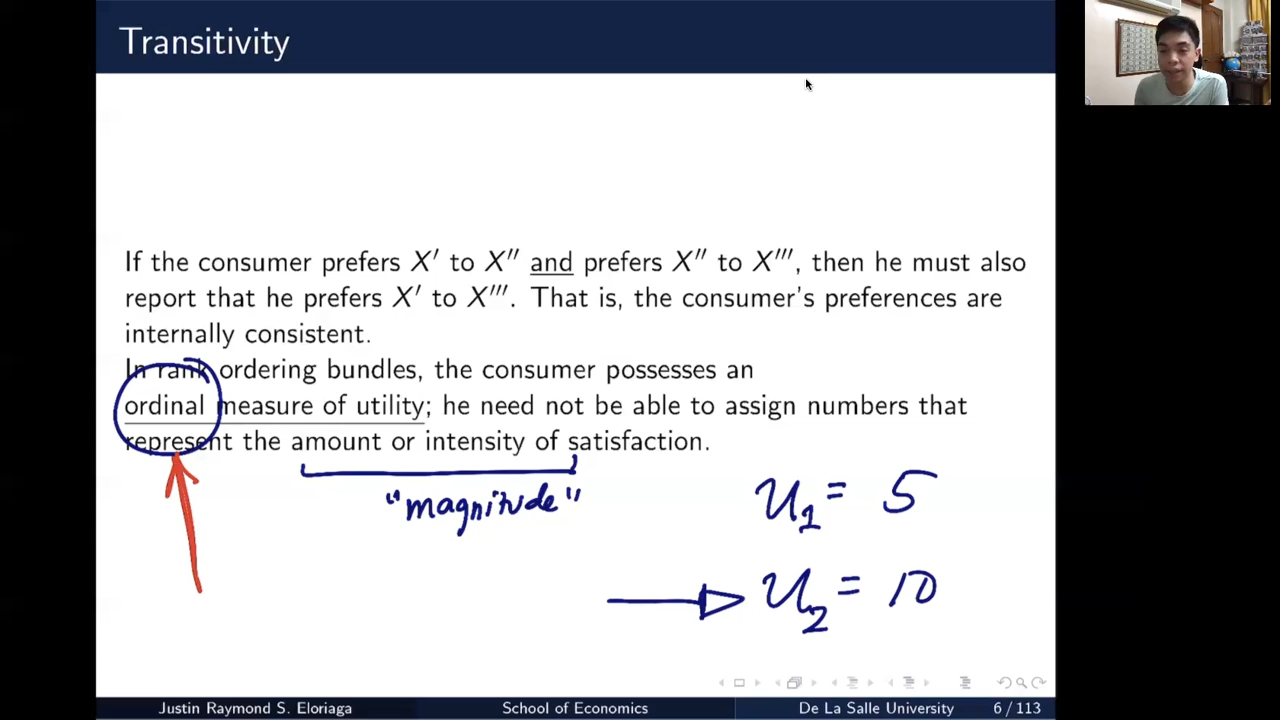 Transitivity
If the consumer prefers X′ to X″ and prefers X″ to X‴, then he must also
report that he prefers X′ to X‴. That is, the consumer's preferences are
internally consistent.
In rank ordering bundles, the consumer possesses an
ordinal measure of utility; he need not be able to assign numbers that
represent the amount or intensity of satisfaction.
"magnitude"
U₁ = 5
U₂ = 10
Justin Raymond S. Eloriaga School of Economics De La Salle University 6 / 113